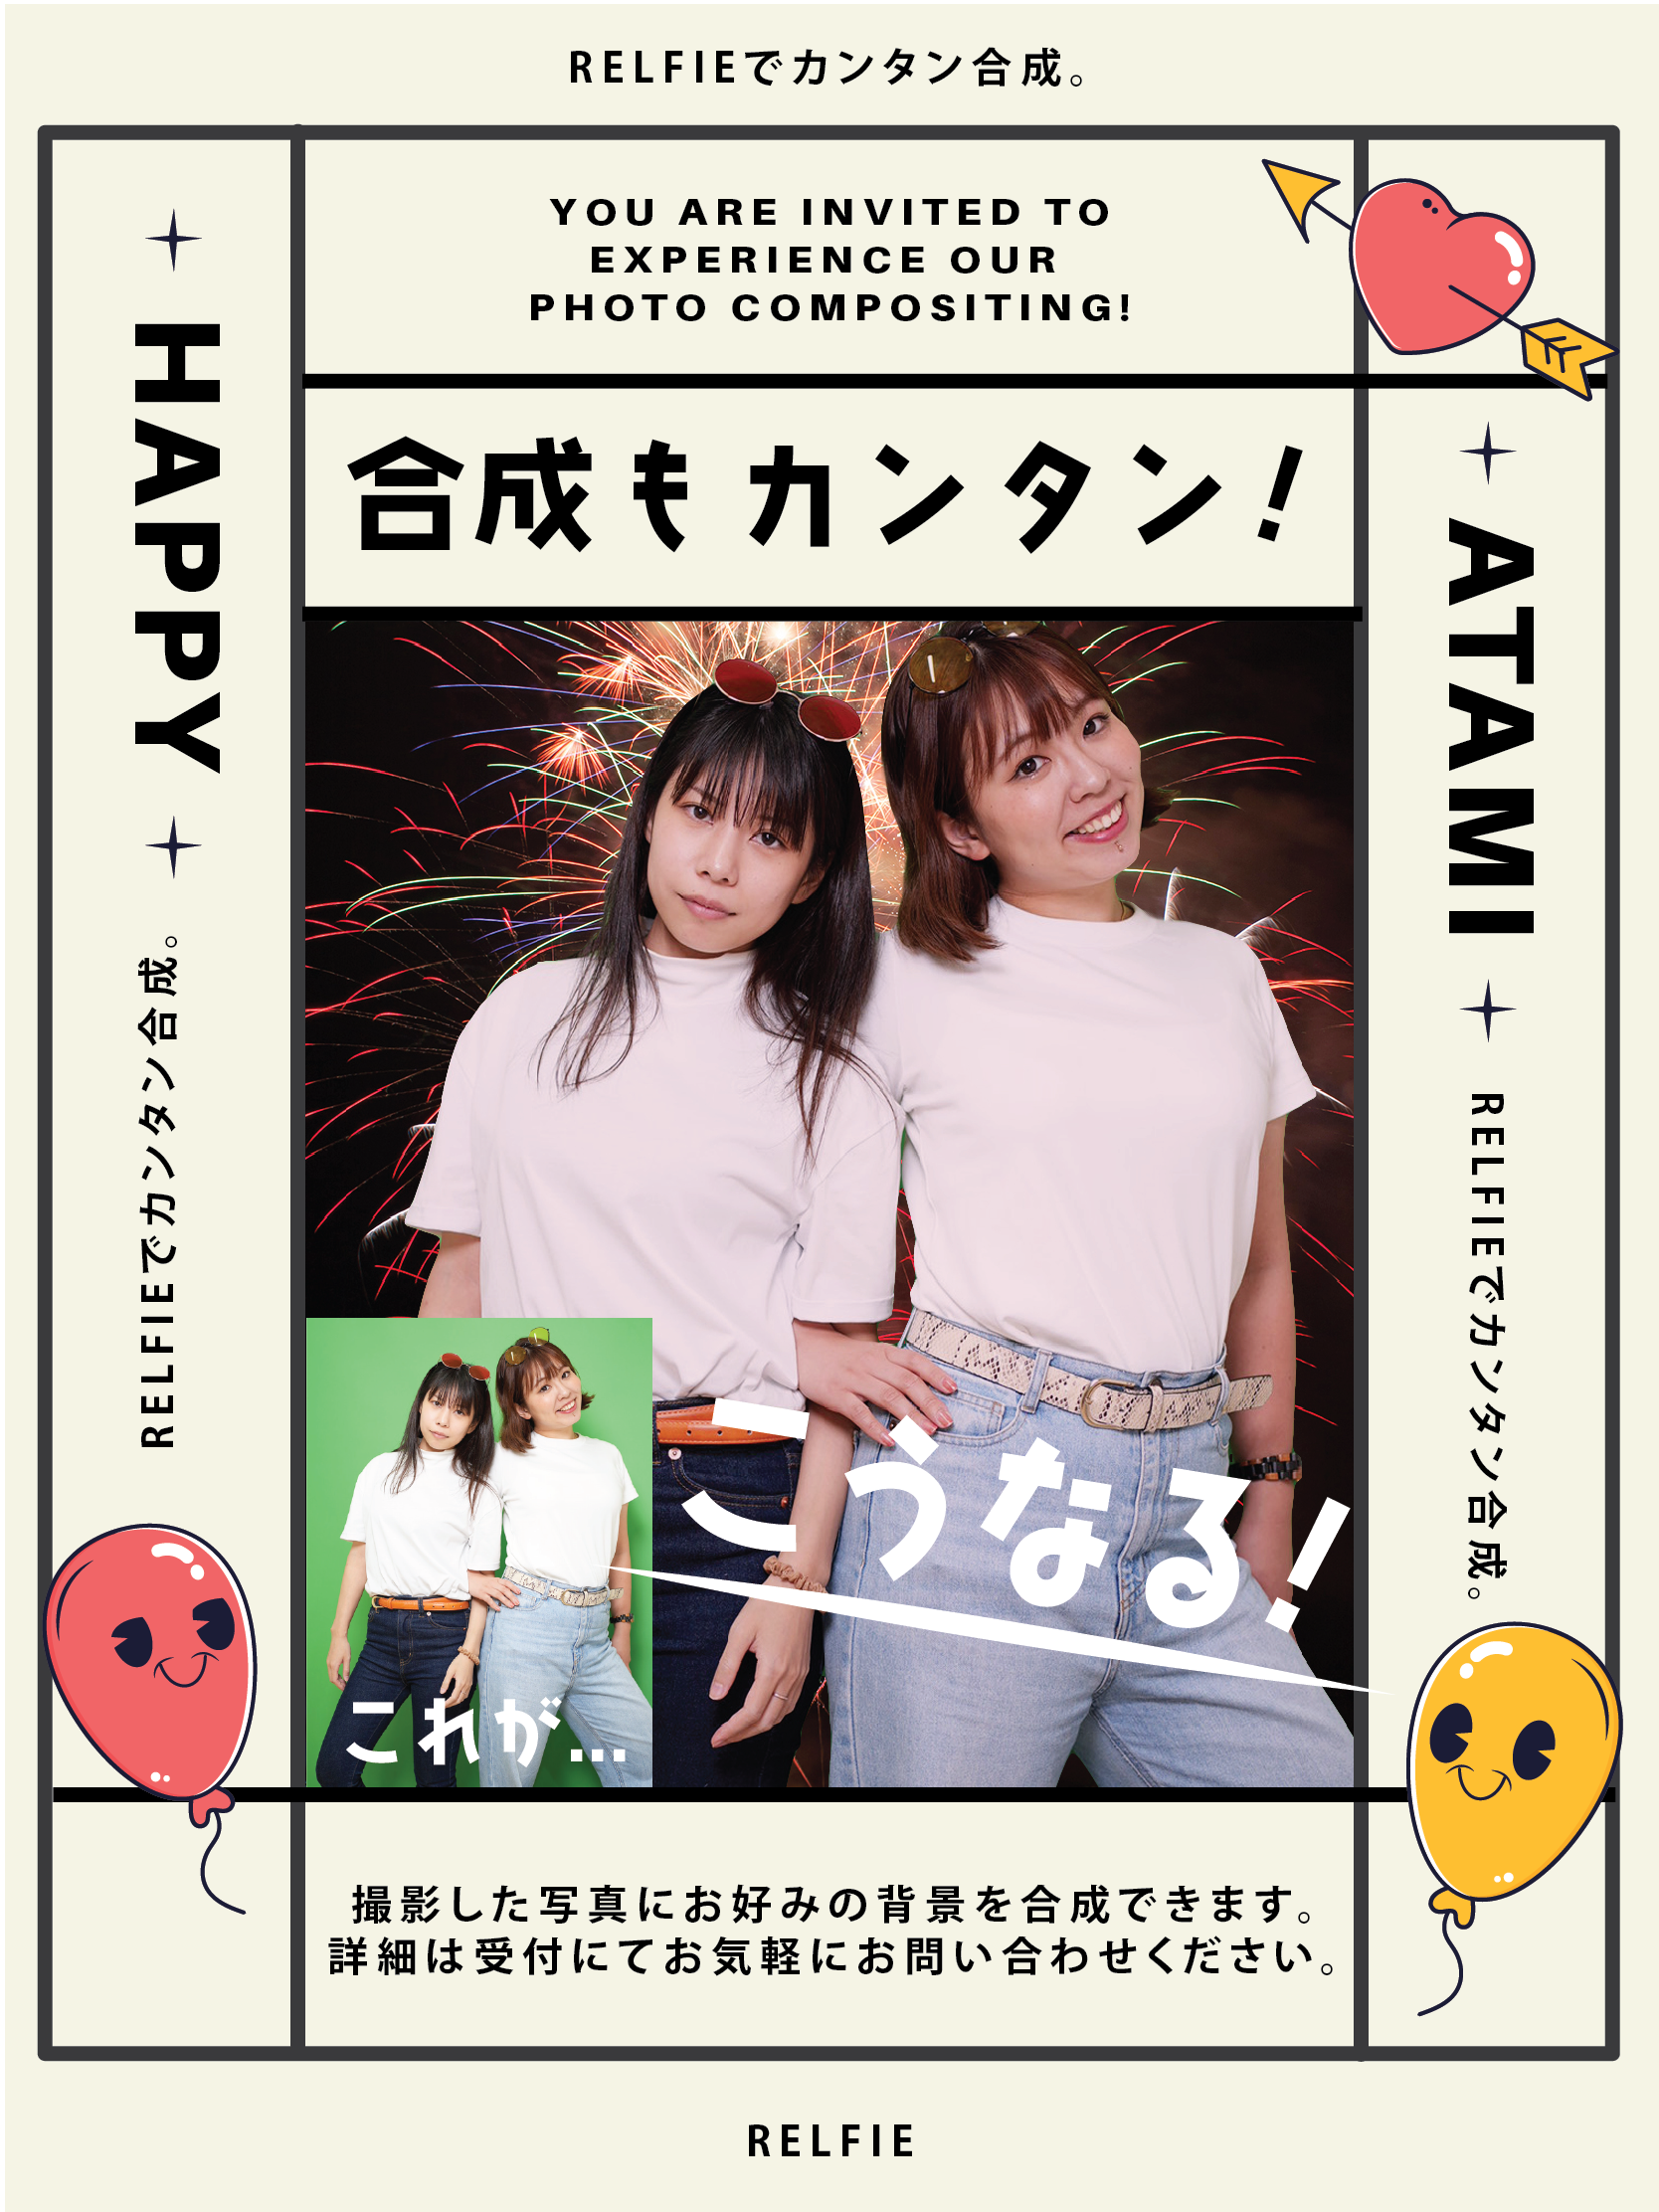 RELFIEでカンタン合成。
YOU ARE INVITED TO
EXPERIENCE OUR
PHOTO COMPOSITING!
合成もカンタン!
HAPPY
RELFIEでカンタン合成。
ATAMI
RELFIEでカンタン合成。
これが...
こうなる!
撮影した写真にお好みの背景を合成できます。
詳細は受付にてお気軽にお問い合わせください。
RELFIE